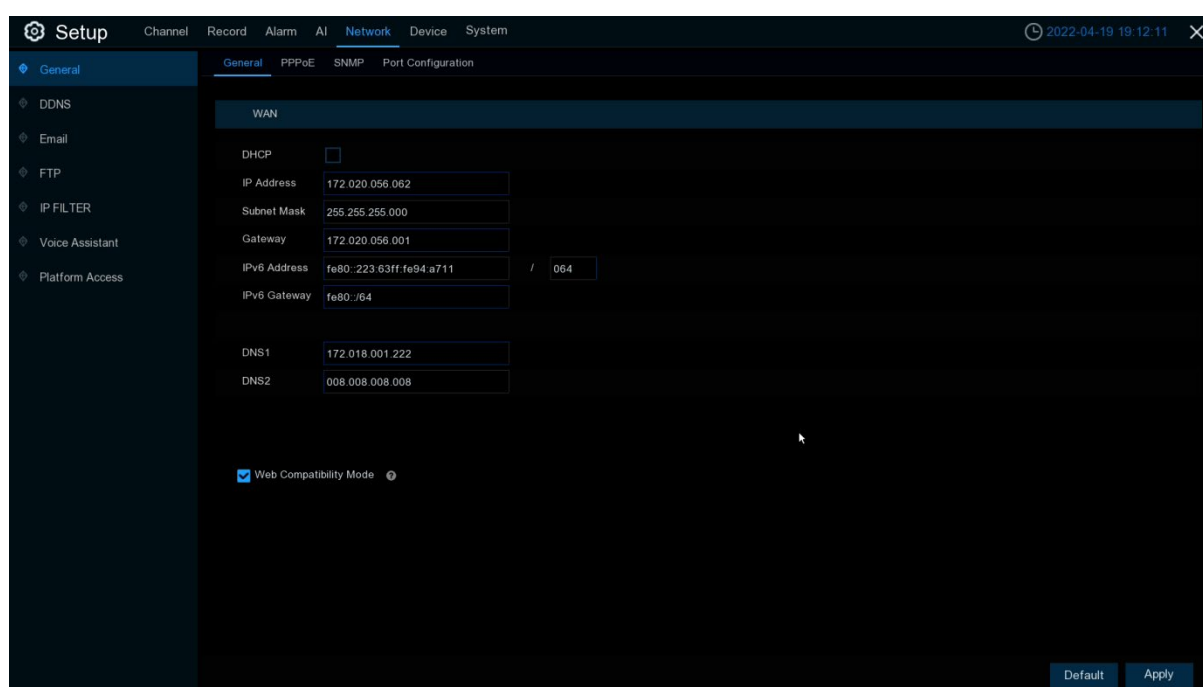 Setup Channel Record Alarm AI Network Device System 2022-04-19 19:12:11
General PPPoE SNMP Port Configuration
General
DDNS
Email
FTP
IP FILTER
Voice Assistant
Platform Access
WAN
DHCP
IP Address 172.020.056.062
Subnet Mask 255.255.255.000
Gateway 172.020.056.001
IPv6 Address fe80::223:63ff:fe94:a711 / 064
IPv6 Gateway fe80::/64
DNS1 172.018.001.222
DNS2 008.008.008.008
Web Compatibility Mode ?
Default Apply